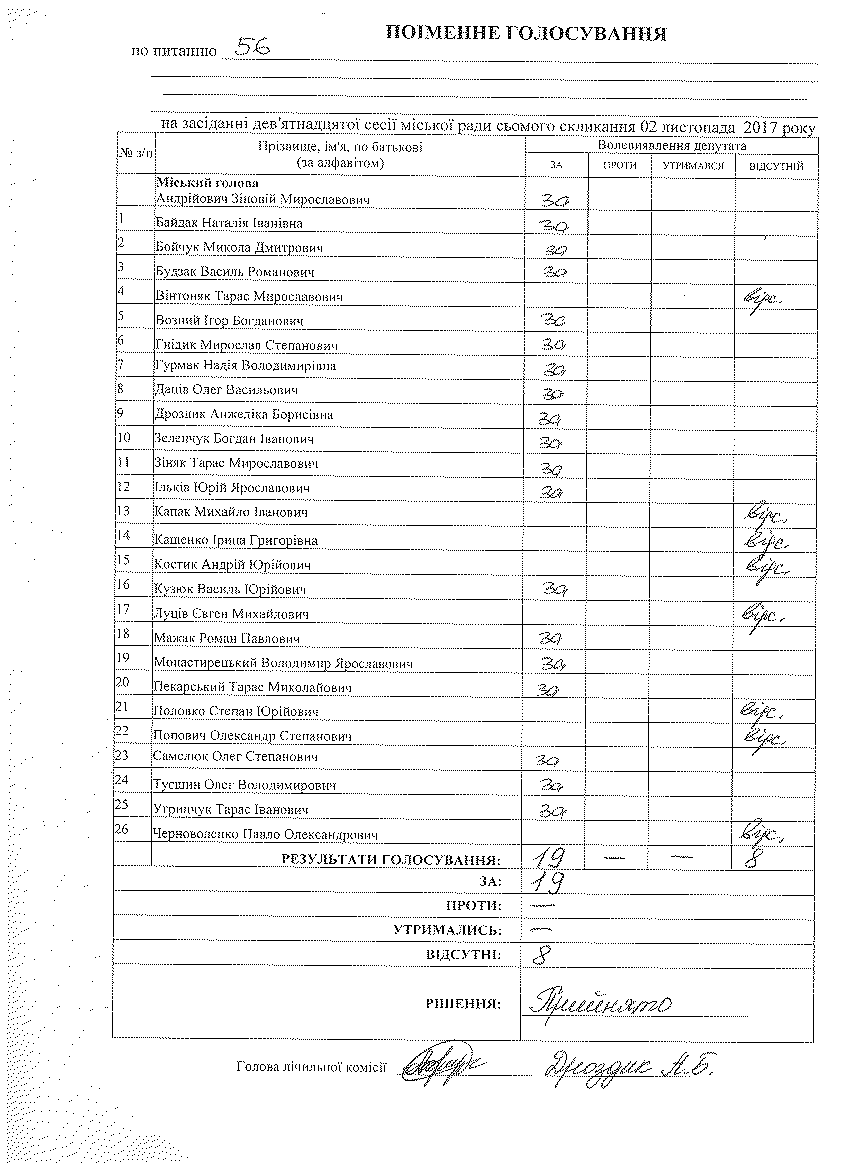 ПОІМЕННЕ ГОЛОСУВАННЯ
по питанню 56
на засіданні дев'ятнадцятої сесії міської ради сьомого скликання 02 листопада 2017 року
№ з/п Прізвище, ім'я, по батькові (за алфавітом) Волевиявлення депутата
ЗА ПРОТИ УТРИМАВСЯ ВІДСУТНІЙ
Міський голова
Андрійович Зіновій Мирославович За
1 Байдак Наталія Іванівна За
2 Бойчук Микола Дмитрович За
3 Будзак Василь Романович За
4 Вінтоняк Тарас Мирославович відс.
5 Возний Ігор Богданович За
6 Гнідик Мирослав Степанович За
7 Гурмак Надія Володимирівна За
8 Даців Олег Васильович За
9 Дроздик Анжеліка Борисівна За
10 Зеленчук Богдан Іванович За
11 Зіняк Тарас Мирославович За
12 Ільків Юрій Ярославович За
13 Капак Михайло Іванович відс.
14 Кащенко Ірина Григорівна відс.
15 Костик Андрій Юрійович відс.
16 Кузюк Василь Юрійович За
17 Луців Євген Михайлович відс.
18 Мажак Роман Павлович За
19 Монастирецький Володимир Ярославович За
20 Пекарський Тарас Миколайович За
21 Половко Степан Юрійович відс.
22 Попович Олександр Степанович відс.
23 Самелюк Олег Степанович За
24 Тусшин Олег Володимирович За
25 Угринчук Тарас Іванович За
26 Черноволенко Павло Олександрович відс.
РЕЗУЛЬТАТИ ГОЛОСУВАННЯ: 19 — — 8
ЗА: 19
ПРОТИ: —
УТРИМАЛИСЬ: —
ВІДСУТНІ: 8
РІШЕННЯ: Прийнято
Голова лічильної комісії Дроздик А.Б.